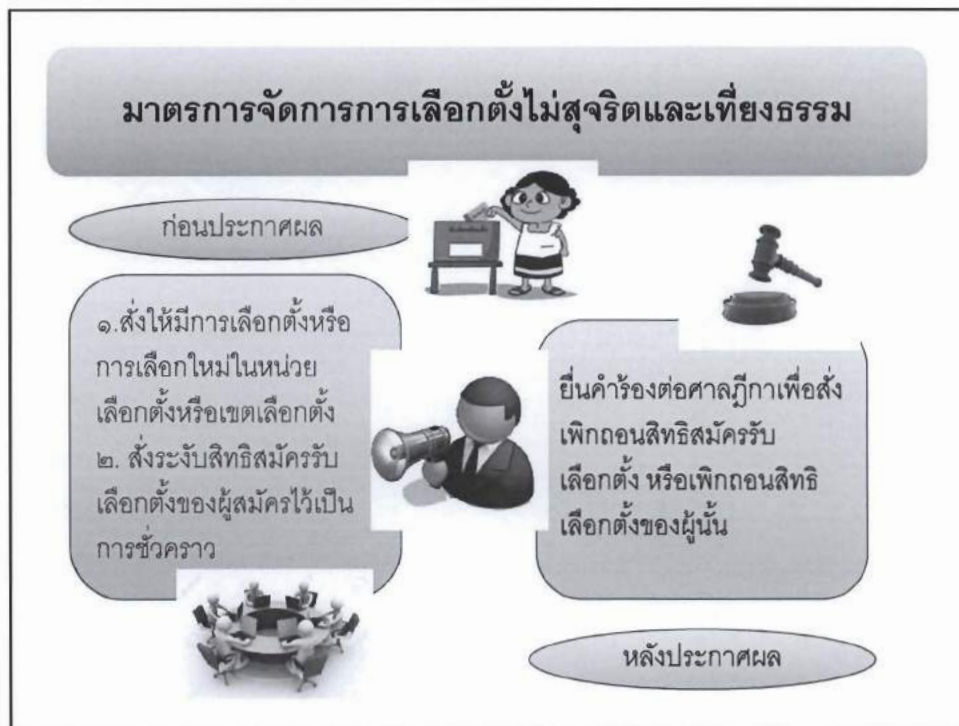 มาตรการจัดการการเลือกตั้งไม่สุจริตและเที่ยงธรรม
ก่อนประกาศผล
๑.สั่งให้มีการเลือกตั้งหรือ
การเลือกใหม่ในหน่วย
เลือกตั้งหรือเขตเลือกตั้ง
๒. สั่งระงับสิทธิสมัครรับ
เลือกตั้งของผู้สมัครไว้เป็น
การชั่วคราว
ยื่นคำร้องต่อศาลฎีกาเพื่อสั่ง
เพิกถอนสิทธิสมัครรับ
เลือกตั้ง หรือเพิกถอนสิทธิ
เลือกตั้งของผู้นั้น
หลังประกาศผล